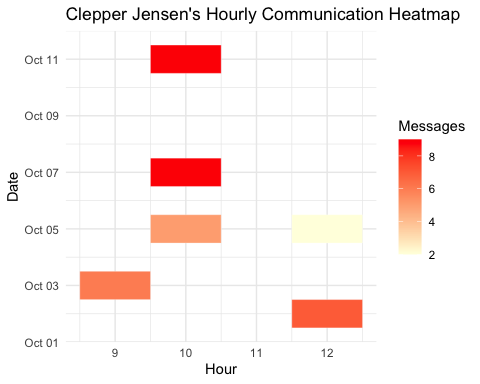 Clepper Jensen's Hourly Communication Heatmap
Oct 11
Oct 09
Oct 07
Oct 05
Oct 03
Oct 01
Date
9 10 11 12
Hour
Messages
8
6
4
2